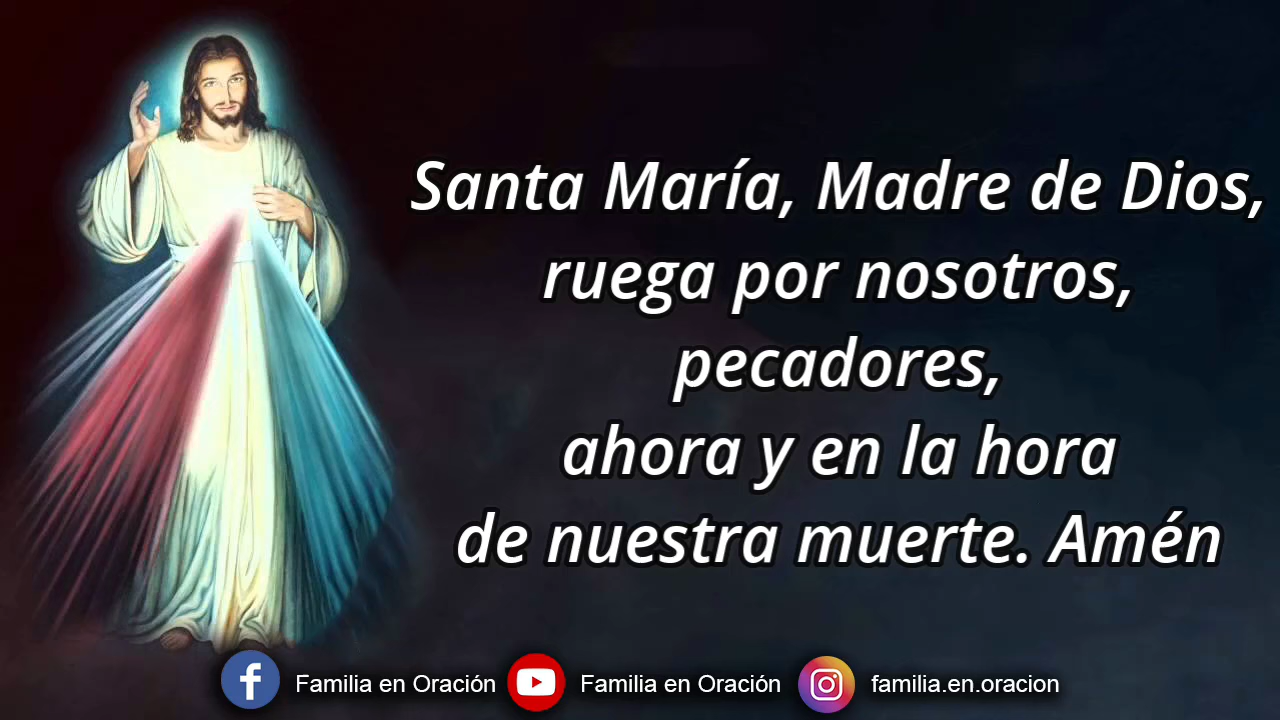 Santa María, Madre de Dios,
ruega por nosotros,
pecadores,
ahora y en la hora
de nuestra muerte. Amén
Familia en Oración
Familia en Oración
familia.en.oracion